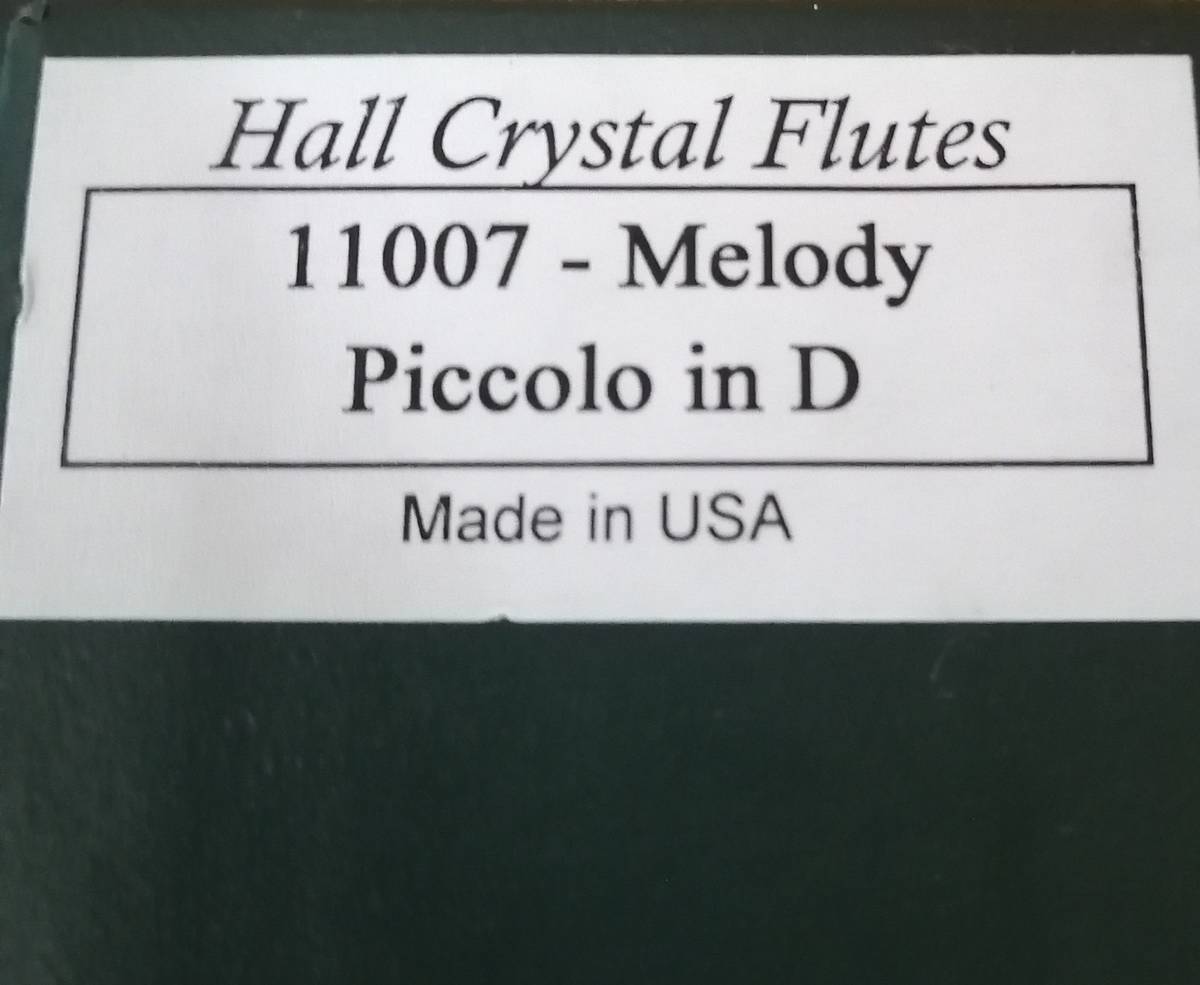 Hall Crystal Flutes
11007 - Melody
Piccolo in D
Made in USA